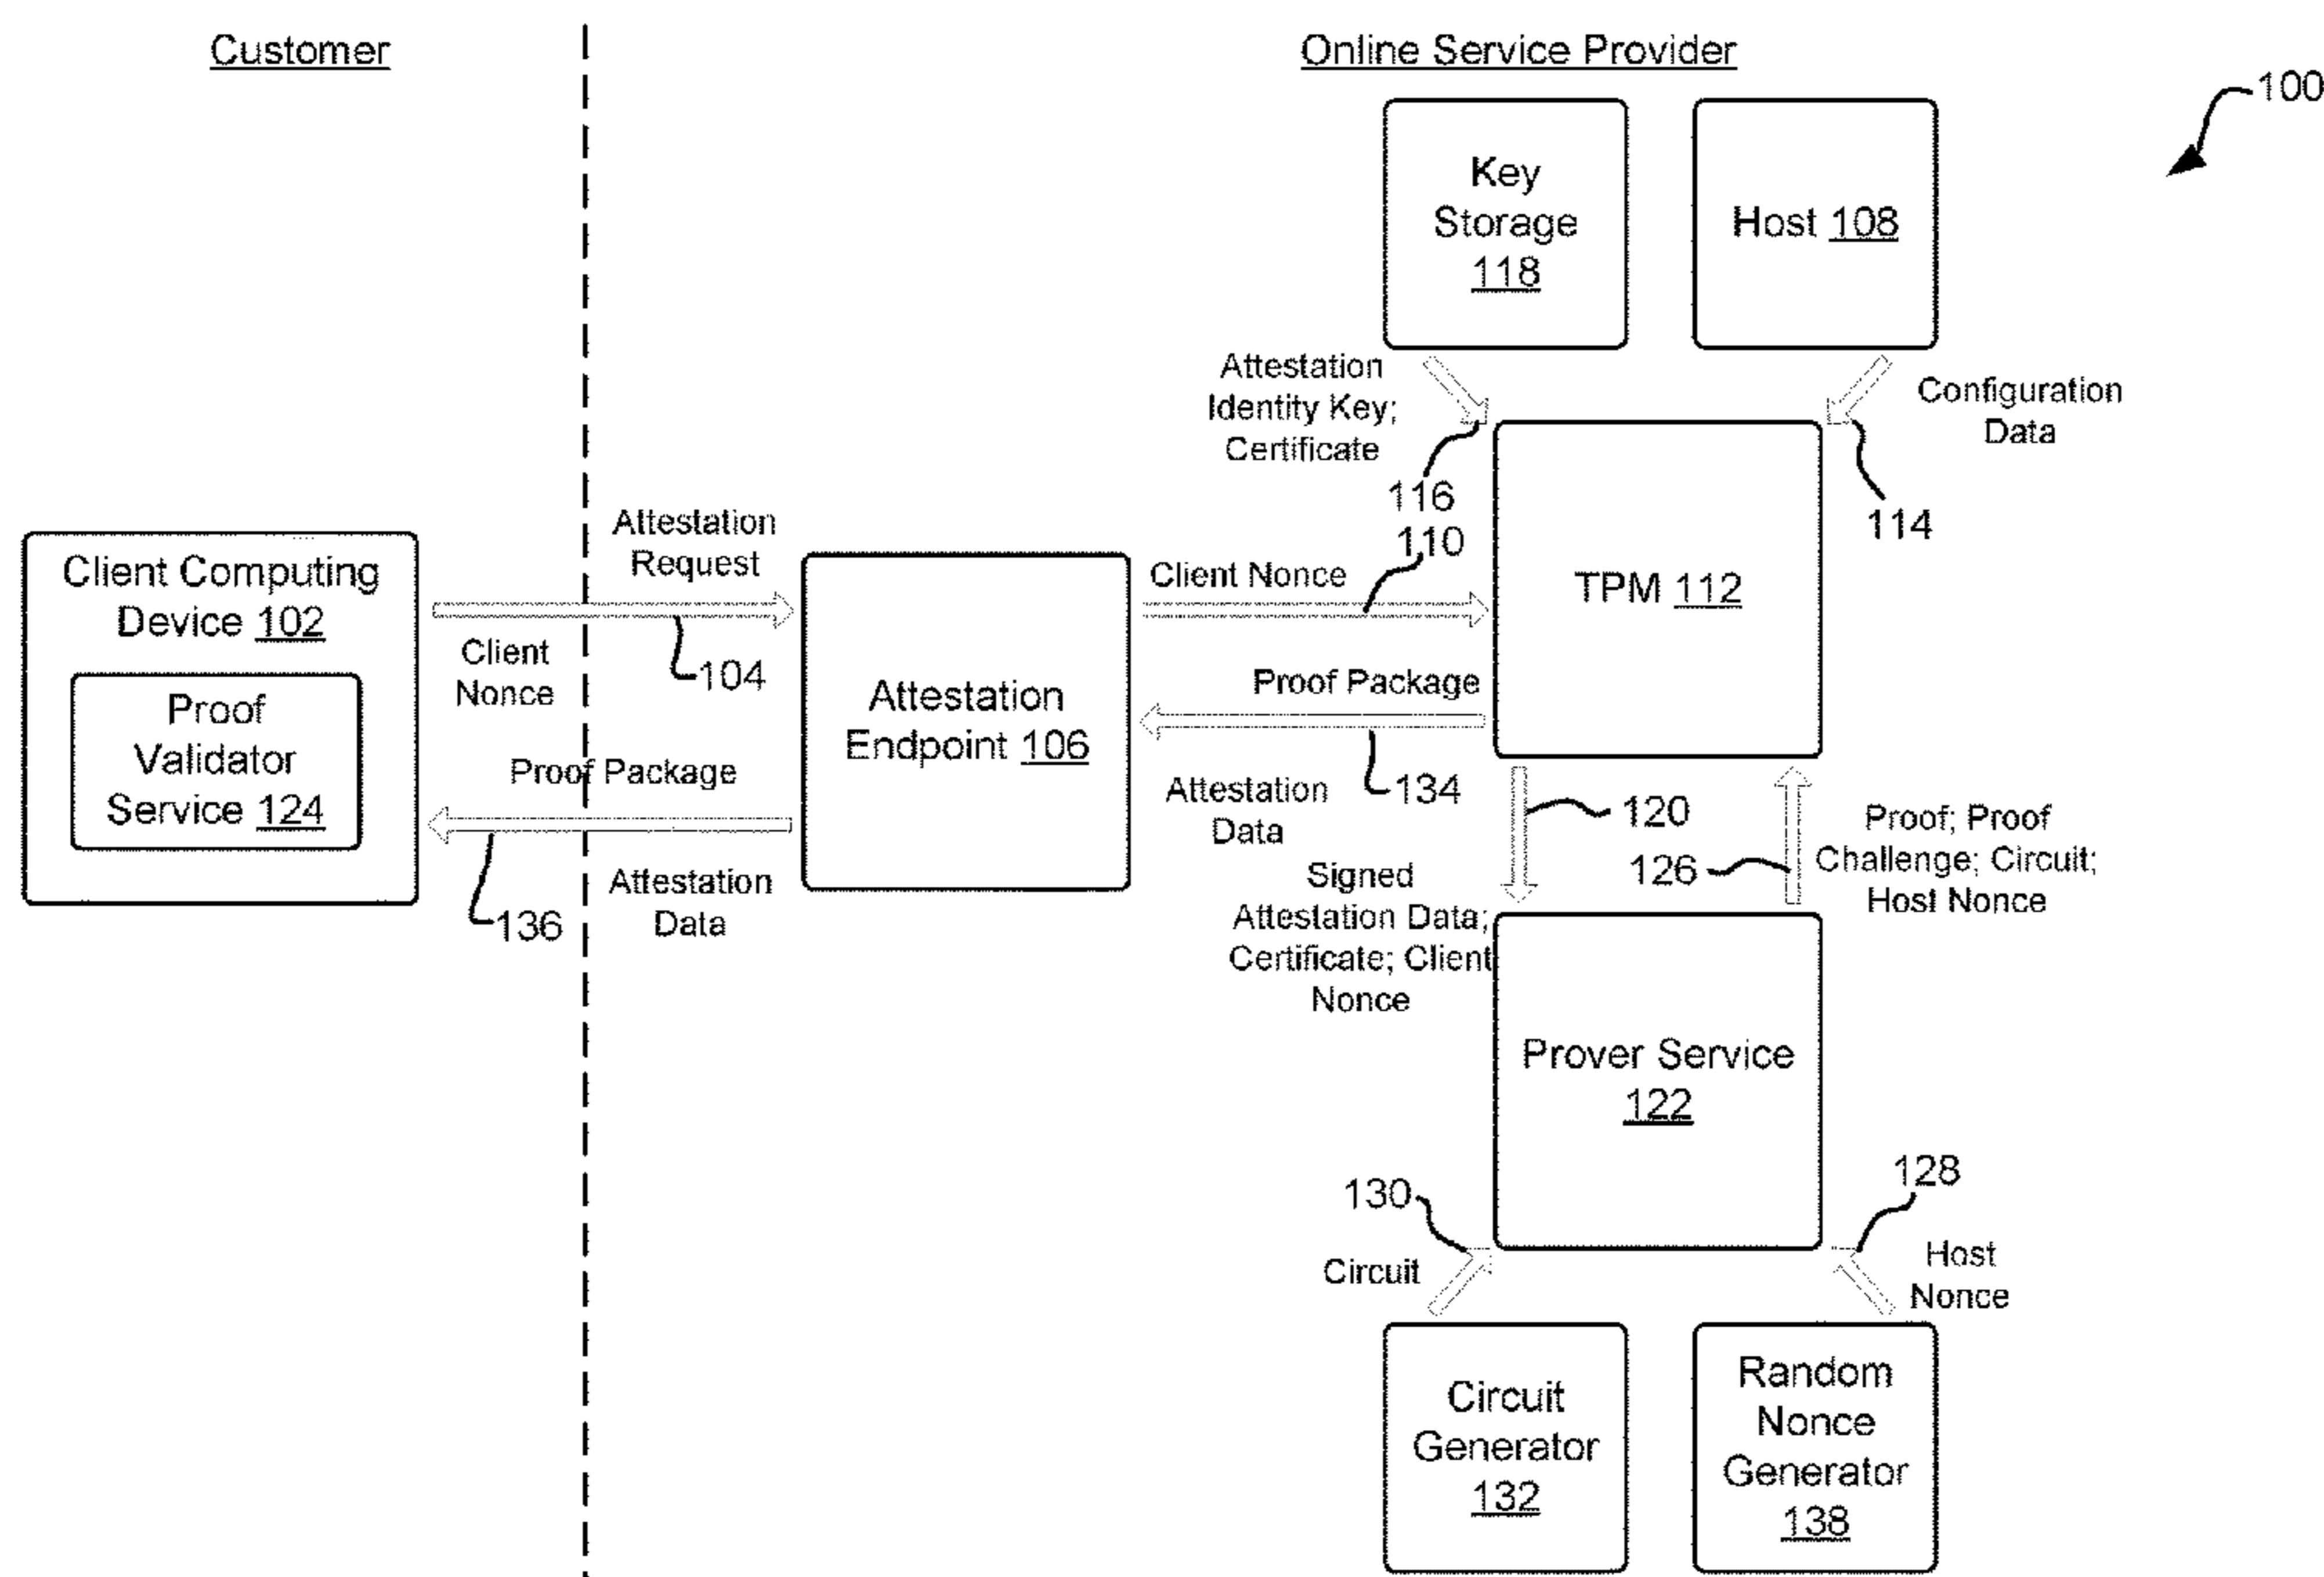 Customer
Online Service Provider
100
Key
Storage
118
Host 108
Attestation
Identity Key;
Certificate
116
Configuration
Data
114
Client Computing
Device 102
Proof
Validator
Service 124
Attestation
Request
Client
Nonce
104
Proof Package
136
Attestation
Data
Attestation
Endpoint 106
110
Client Nonce
Proof Package
134
Attestation
Data
TPM 112
120
Signed
Attestation Data;
Certificate; Client
Nonce
126
Proof; Proof
Challenge; Circuit;
Host Nonce
Prover Service
122
130
Circuit
128
Host
Nonce
Circuit
Generator
132
Random
Nonce
Generator
138